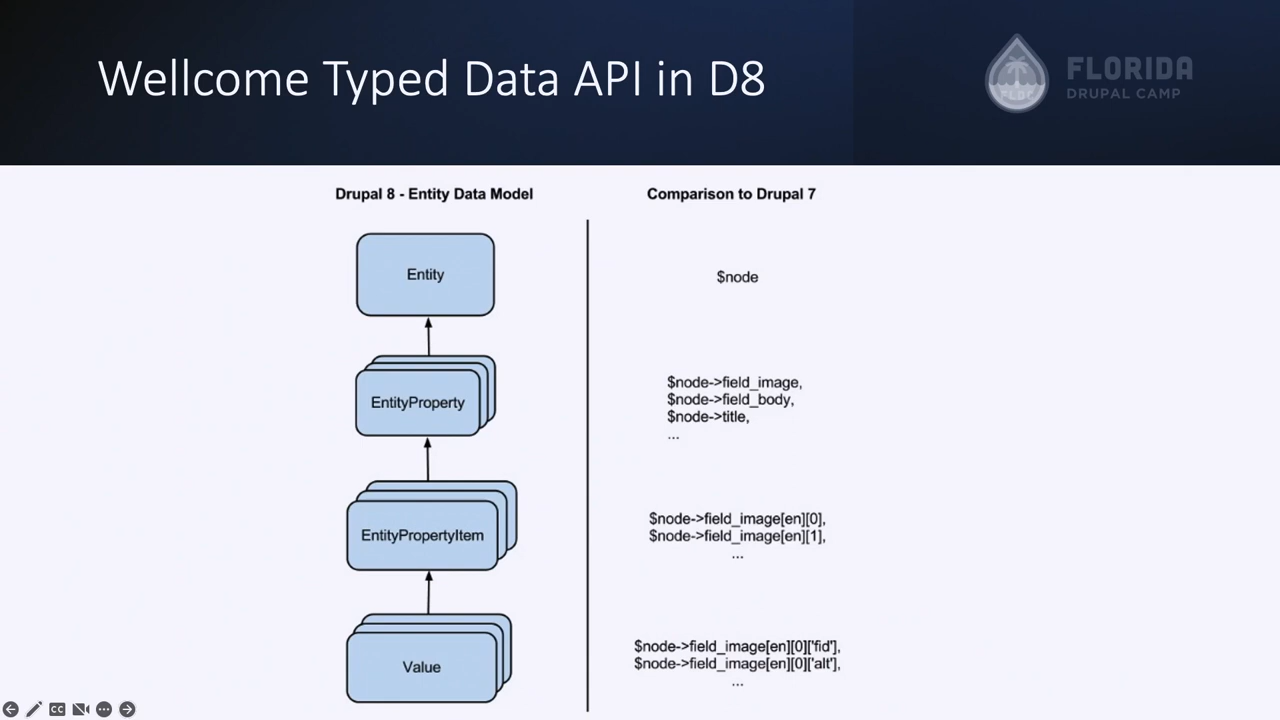 Wellcome Typed Data API in D8
FLORIDA
DRUPAL CAMP
Drupal 8 - Entity Data Model
Comparison to Drupal 7
Entity
$node
EntityProperty
$node->field_image,
$node->field_body,
$node->title,
...
EntityPropertyItem
$node->field_image[en][0],
$node->field_image[en][1],
...
Value
$node->field_image[en][0]['fid'],
$node->field_image[en][0]['alt'],
...
CC